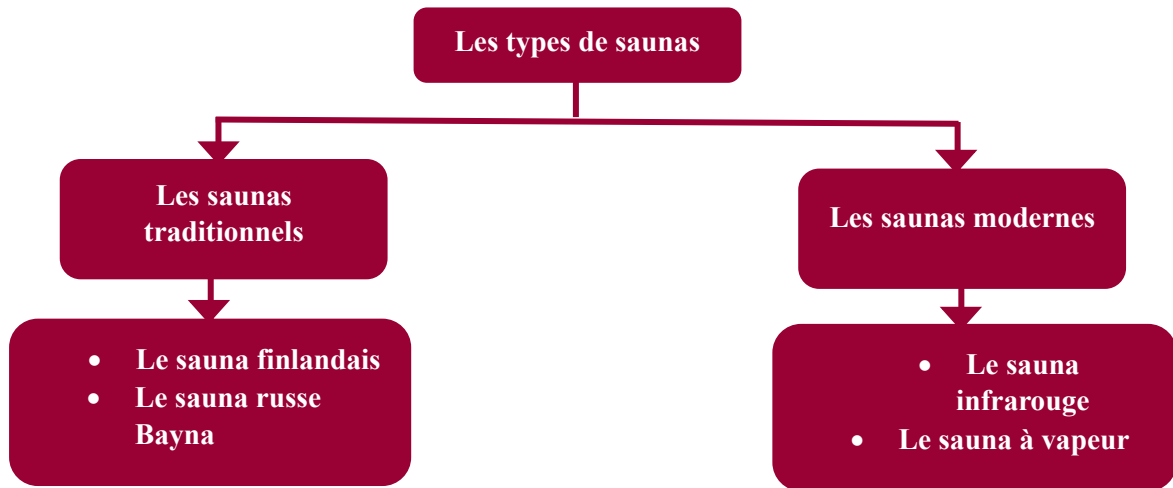 Les types de saunas
Les saunas
traditionnels
Les saunas modernes
• Le sauna finlandais
• Le sauna russe
Bayna
• Le sauna
infrarouge
• Le sauna à vapeur